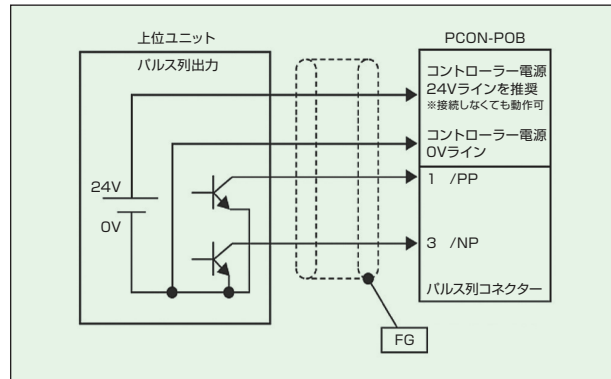 上位ユニット
パルス列出力
24V
0V
PCON-POB
コントローラー電源
24Vラインを推奨
※接続しなくても動作可
コントローラー電源
0Vライン
1 /PP
3 /NP
パルス列コネクター
FG